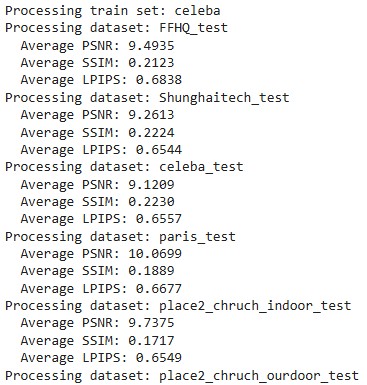 Processing train set: celeba
Processing dataset: FFHQ_test
Average PSNR: 9.4935
Average SSIM: 0.2123
Average LPIPS: 0.6838
Processing dataset: Shunghaitech_test
Average PSNR: 9.2613
Average SSIM: 0.2224
Average LPIPS: 0.6544
Processing dataset: celeba_test
Average PSNR: 9.1209
Average SSIM: 0.2230
Average LPIPS: 0.6557
Processing dataset: paris_test
Average PSNR: 10.0699
Average SSIM: 0.1889
Average LPIPS: 0.6677
Processing dataset: place2_chruch_indoor_test
Average PSNR: 9.7375
Average SSIM: 0.1717
Average LPIPS: 0.6549
Processing dataset: place2_chruch_ourdoor_test